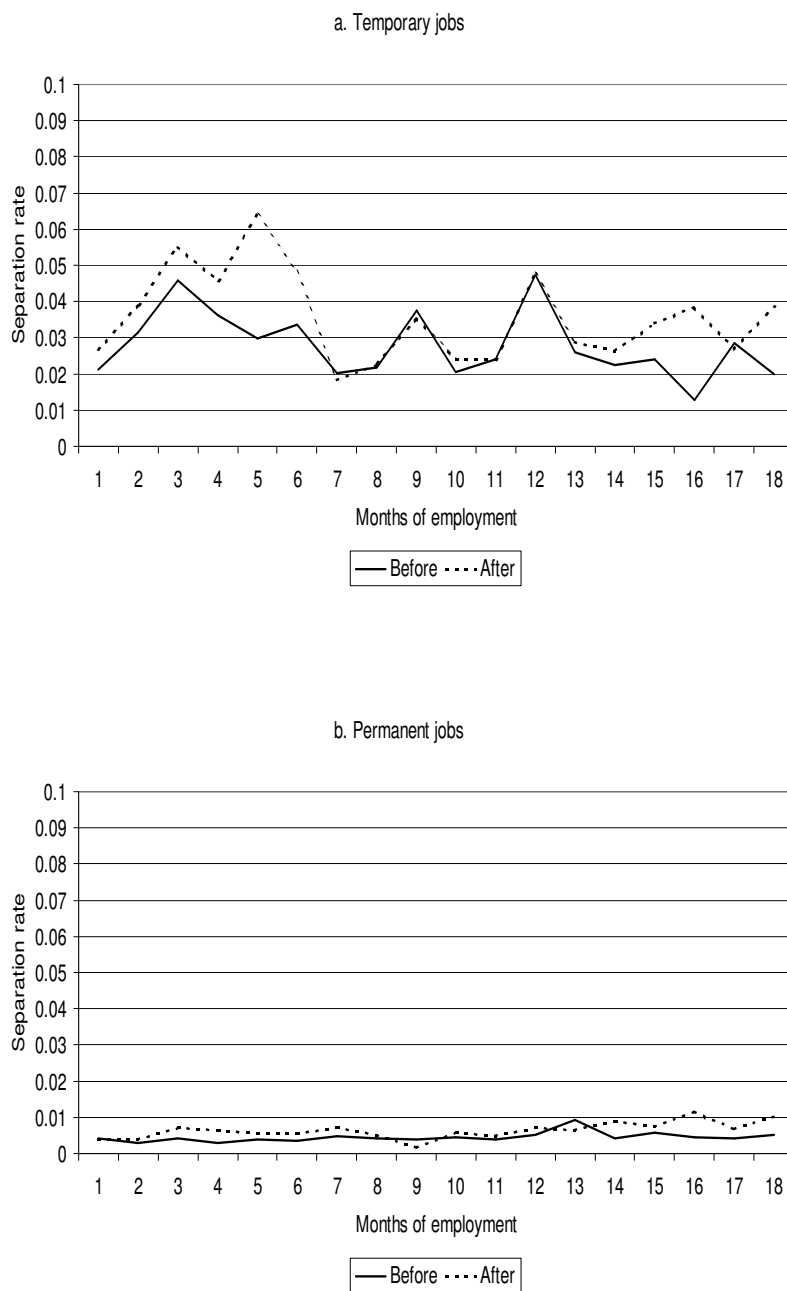 a. Temporary jobs
0.1
0.09
0.08
0.07
0.06
0.05
0.04
0.03
0.02
0.01
0
Separation rate
1 2 3 4 5 6 7 8 9 10 11 12 13 14 15 16 17 18
Months of employment
Before After
b. Permanent jobs
0.1
0.09
0.08
0.07
0.06
0.05
0.04
0.03
0.02
0.01
0
Separation rate
1 2 3 4 5 6 7 8 9 10 11 12 13 14 15 16 17 18
Months of employment
Before After